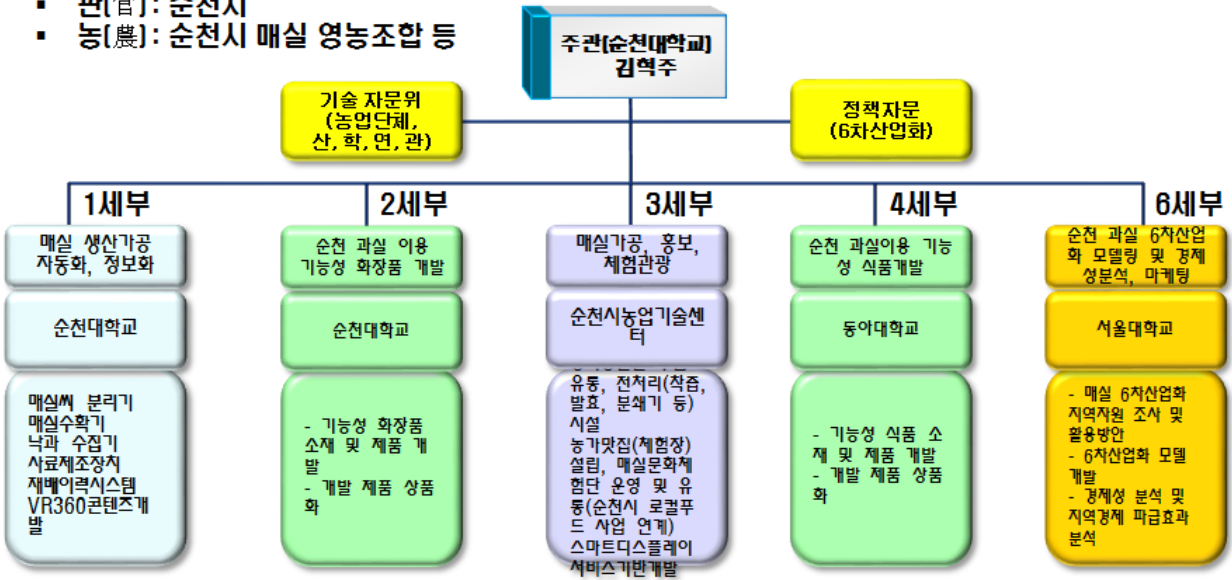 ▪ 관(官): 순천시
▪ 농(農): 순천시 매실 영농조합 등
주관(순천대학교)
김혁주
기술 자문위
(농업단체,
산, 학, 연, 관)
정책자문
(6차산업화)
1세부
매실 생산가공
자동화, 정보화
순천대학교
매실씨 분리기
매실수확기
낙과 수집기
사료제조장치
재배이력시스템
VR360콘텐츠개
발
2세부
순천 과실 이용
기능성 화장품 개발
순천대학교
- 기능성 화장품
소재 및 제품 개
발
- 개발 제품 상품
화
3세부
매실가공, 홍보,
체험관광
순천시농업기술센
터
유통, 전처리(착즙,
발효, 분쇄기 등)
시설
농가맛집(체험장)
설립, 매실문화체
험단 운영 및 유
통(순천시 로컬푸
드 사업 연계)
스마트디스플레이
서비스기반개발
4세부
순천 과실이용 기능
성 식품개발
동아대학교
- 기능성 식품 소
재 및 제품 개발
- 개발 제품 상품
화
6세부
순천 과실 6차산업
화 모델링 및 경제
성분석, 마케팅
서울대학교
- 매실 6차산업화
지역자원 조사 및
활용방안
- 6차산업화 모델
개발
- 경제성 분석 및
지역경제 파급효과
분석